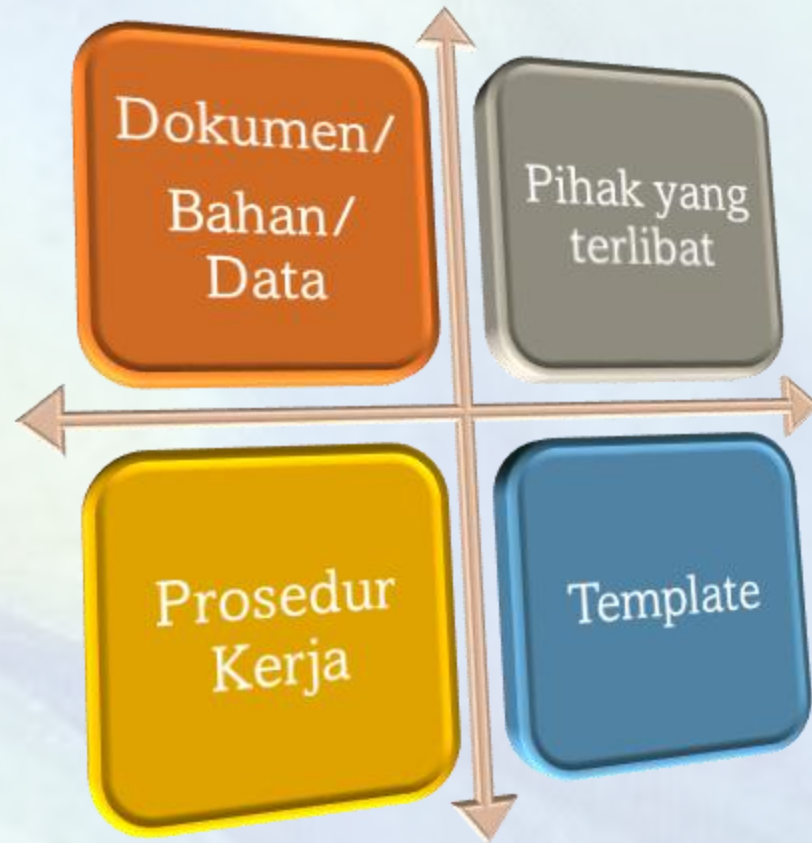 Dokumen/
Bahan/
Data
Pihak yang
terlibat
Prosedur
Kerja
Template